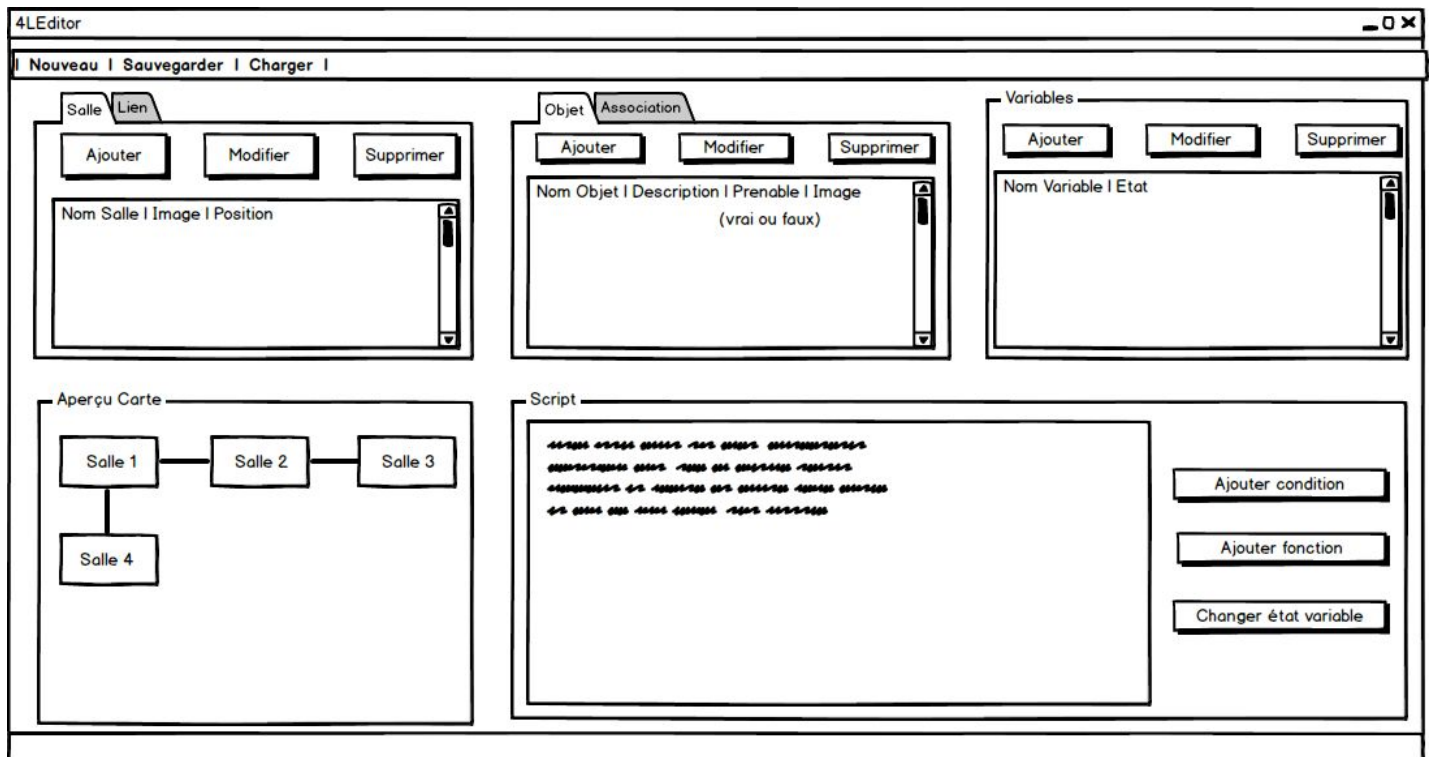 4LEditor
| Nouveau | Sauvegarder | Charger |
Salle Lien
Ajouter Modifier Supprimer
Nom Salle | Image | Position
Objet Association
Ajouter Modifier Supprimer
Nom Objet | Description | Prenable | Image
(vrai ou faux)
Variables
Ajouter Modifier Supprimer
Nom Variable | Etat
Aperçu Carte
Salle 1 Salle 2 Salle 3
Salle 4
Script
Ajouter condition
Ajouter fonction
Changer état variable